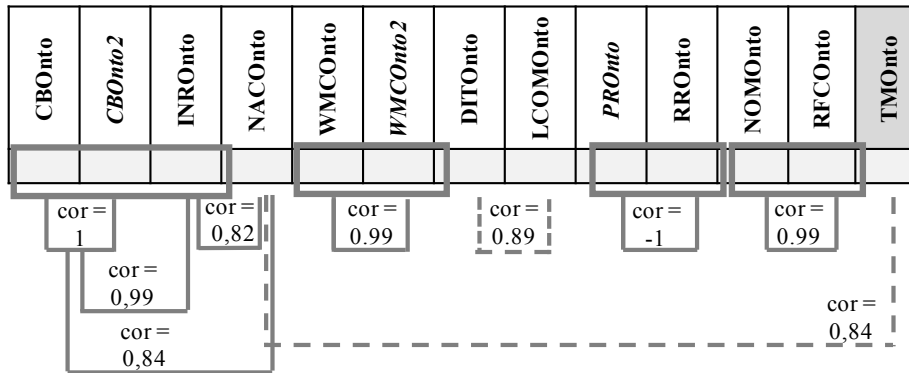 CBOnto
CBOnto2
INROnto
NACOnto
WMCOnto
WMCOnto2
DITOnto
LCOMOnto
PROnto
RROnto
NOMOnto
RFCOnto
TMOnto
cor =
1
cor =
0,82
cor =
0.99
cor =
0.89
cor =
-1
cor =
0.99
cor =
0,99
cor =
0,84
cor =
0,84